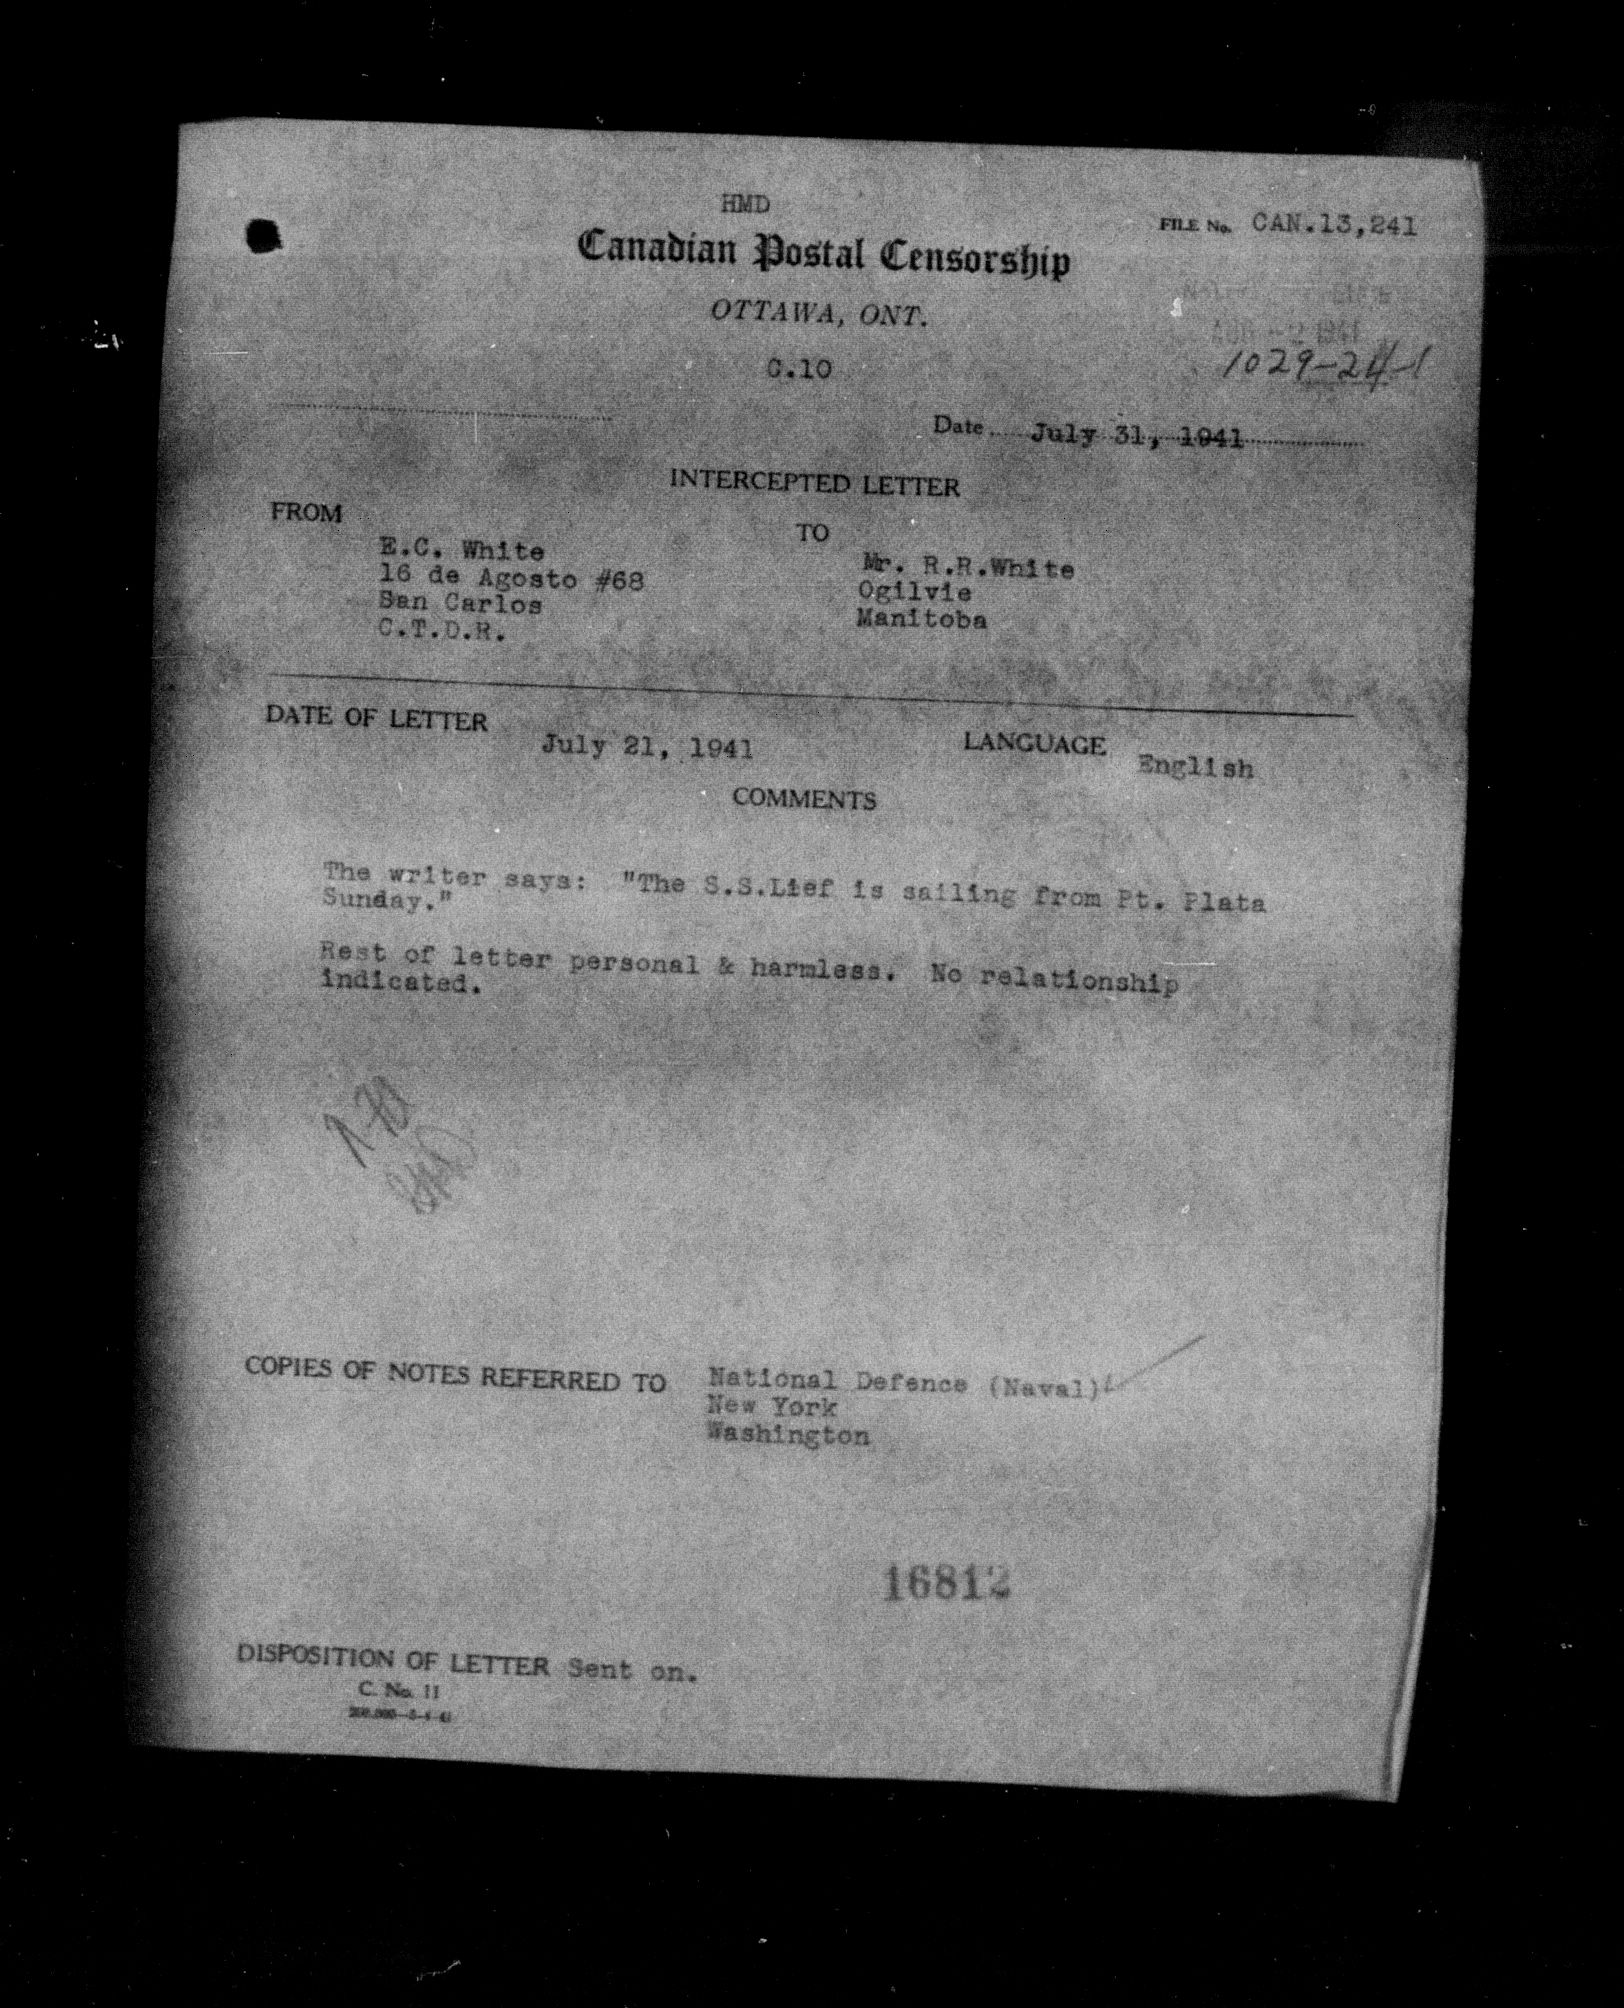 HMD
FILE No. CAN.13,241
Canadian Postal Censorship
OTTAWA, ONT.
AUG -2 1941
C.10
1029-24-1
Date July 31, 1941
INTERCEPTED LETTER
FROM
TO
E.C. White
16 de Agosto #68
San Carlos
C.T.D.R.
Mr. R.R.White
Ogilvie
Manitoba
DATE OF LETTER July 21, 1941
LANGUAGE English
COMMENTS
The writer says: "The S.S.Lief is sailing from Pt. Plata
Sunday."
Rest of letter personal & harmless. No relationship
indicated.
COPIES OF NOTES REFERRED TO National Defence (Naval)
New York
Washington
16812
DISPOSITION OF LETTER Sent on.
C. No. 11